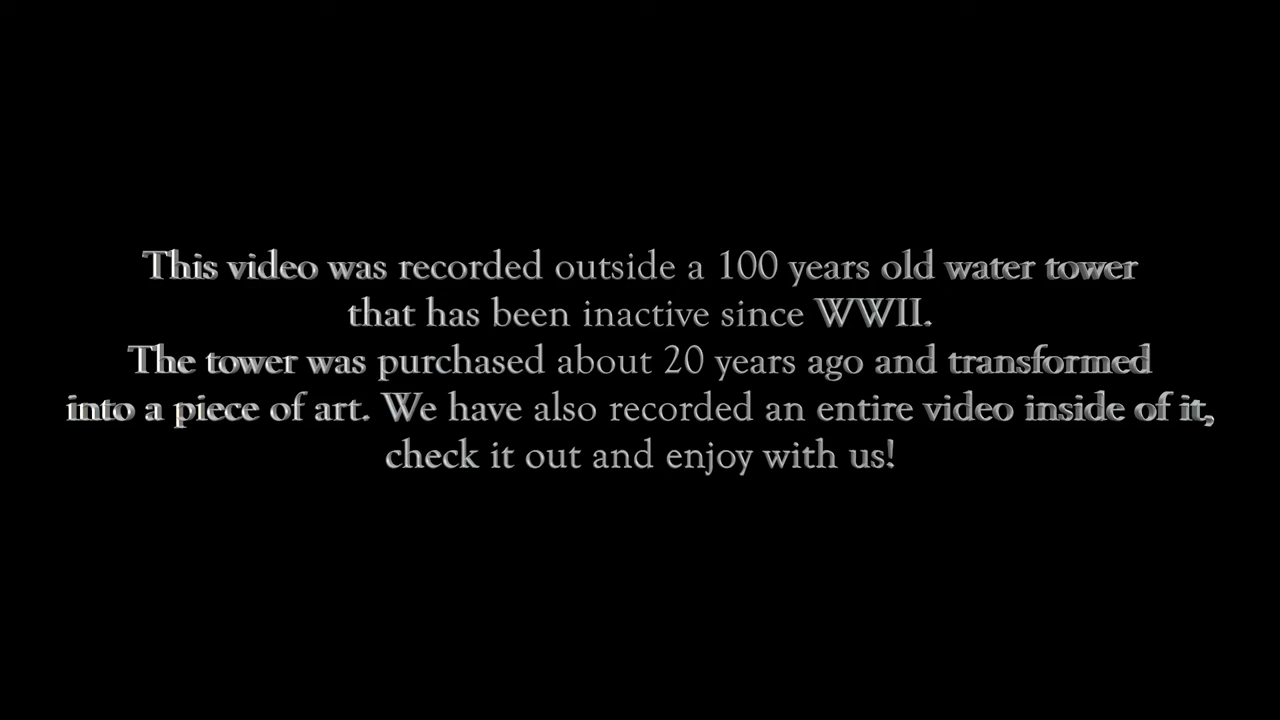 This video was recorded outside a 100 years old water tower
that has been inactive since WWII.
The tower was purchased about 20 years ago and transformed
into a piece of art. We have also recorded an entire video inside of it,
check it out and enjoy with us!